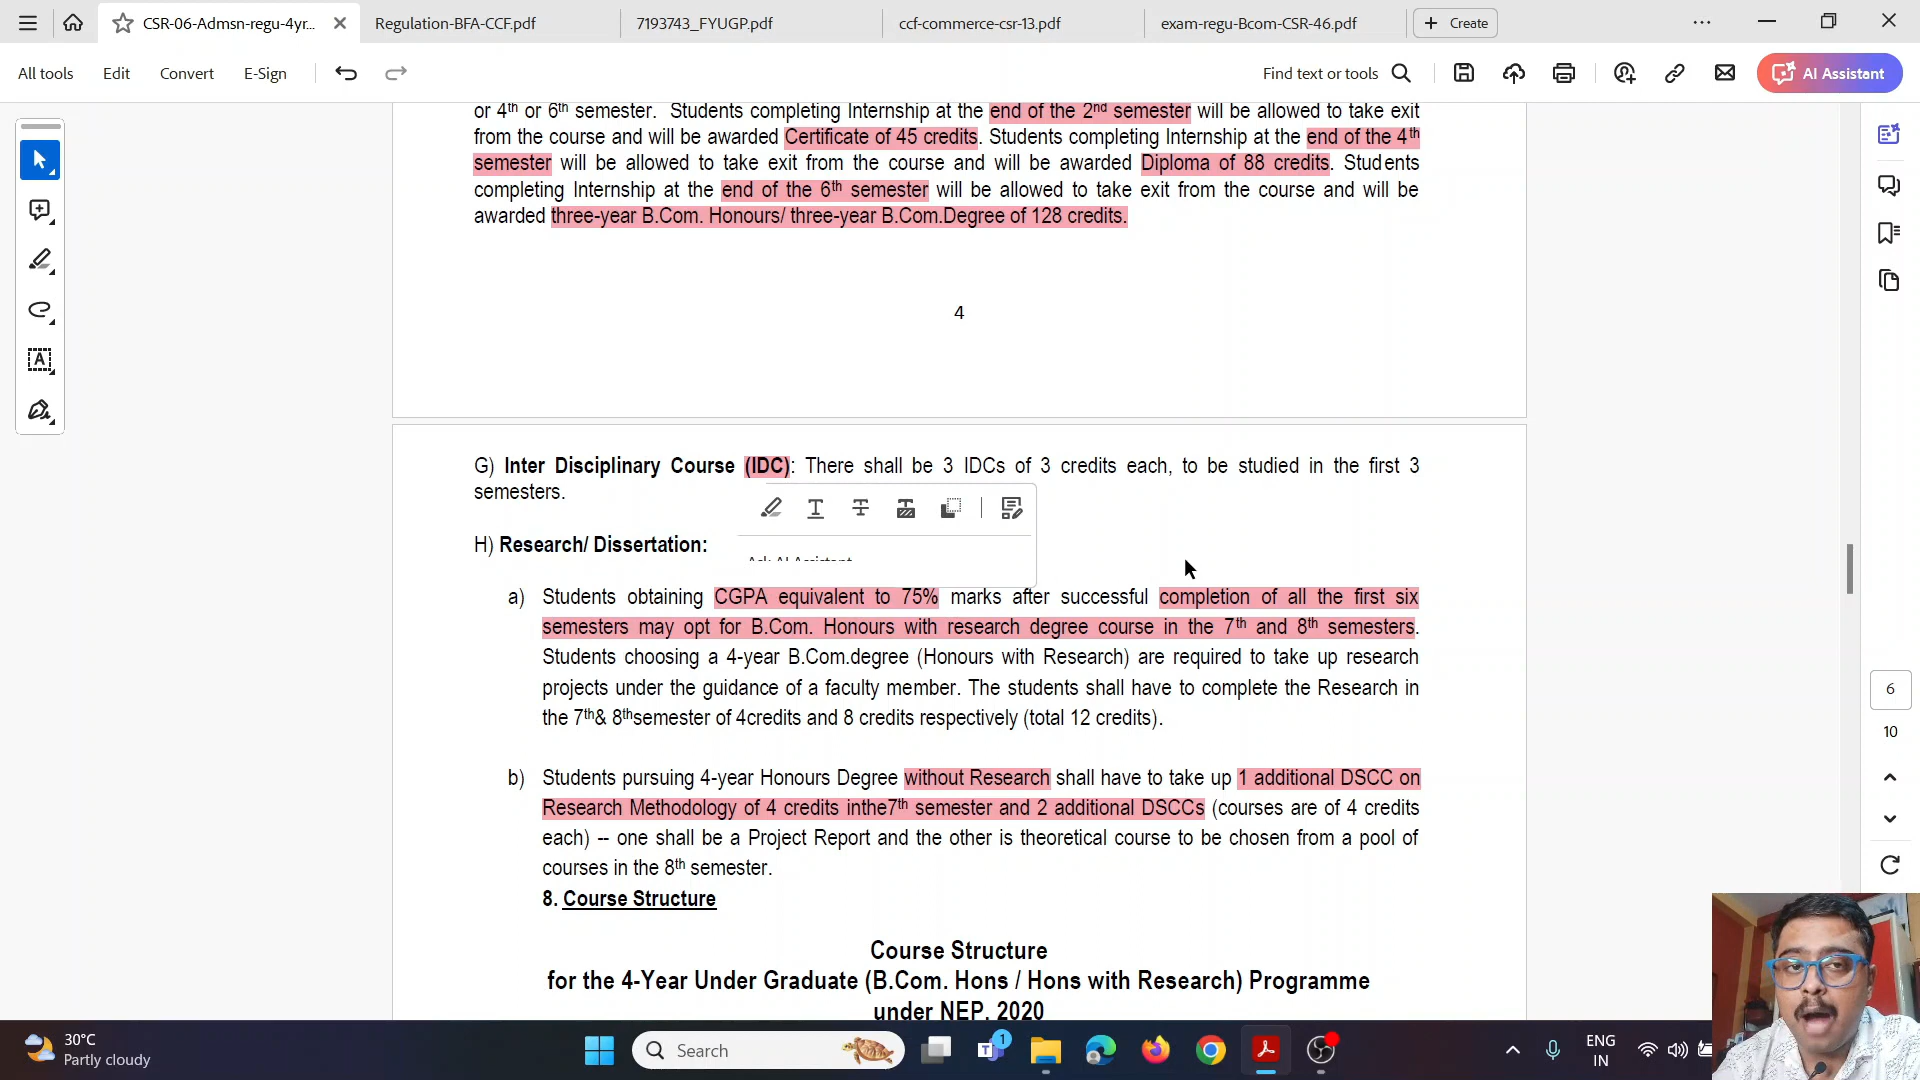 CSR-06-Admsn-regu-4yr...
Regulation-BFA-CCF.pdf
7193743_FYUGP.pdf
ccf-commerce-csr-13.pdf
exam-regu-Bcom-CSR-46.pdf
Create
All tools
Edit
Convert
E-Sign
Find text or tools
AI Assistant
or 4th or 6th semester. Students completing Internship at the end of the 2nd semester will be allowed to take exit
from the course and will be awarded Certificate of 45 credits. Students completing Internship at the end of the 4th
semester will be allowed to take exit from the course and will be awarded Diploma of 88 credits. Students
completing Internship at the end of the 6th semester will be allowed to take exit from the course and will be
awarded three-year B.Com. Honours/ three-year B.Com.Degree of 128 credits.
4
G) Inter Disciplinary Course (IDC): There shall be 3 IDCs of 3 credits each, to be studied in the first 3
semesters.
H) Research/ Dissertation:
Ask AI Assistant
a) Students obtaining CGPA equivalent to 75% marks after successful completion of all the first six
semesters may opt for B.Com. Honours with research degree course in the 7th and 8th semesters.
Students choosing a 4-year B.Com.degree (Honours with Research) are required to take up research
projects under the guidance of a faculty member. The students shall have to complete the Research in
the 7th& 8thsemester of 4credits and 8 credits respectively (total 12 credits).
b) Students pursuing 4-year Honours Degree without Research shall have to take up 1 additional DSCC on
Research Methodology of 4 credits inthe7th semester and 2 additional DSCCs (courses are of 4 credits
each) -- one shall be a Project Report and the other is theoretical course to be chosen from a pool of
courses in the 8th semester.
8. Course Structure
Course Structure
for the 4-Year Under Graduate (B.Com. Hons / Hons with Research) Programme
under NEP. 2020
6
10
30°C
Partly cloudy
Search
1
ENG
IN